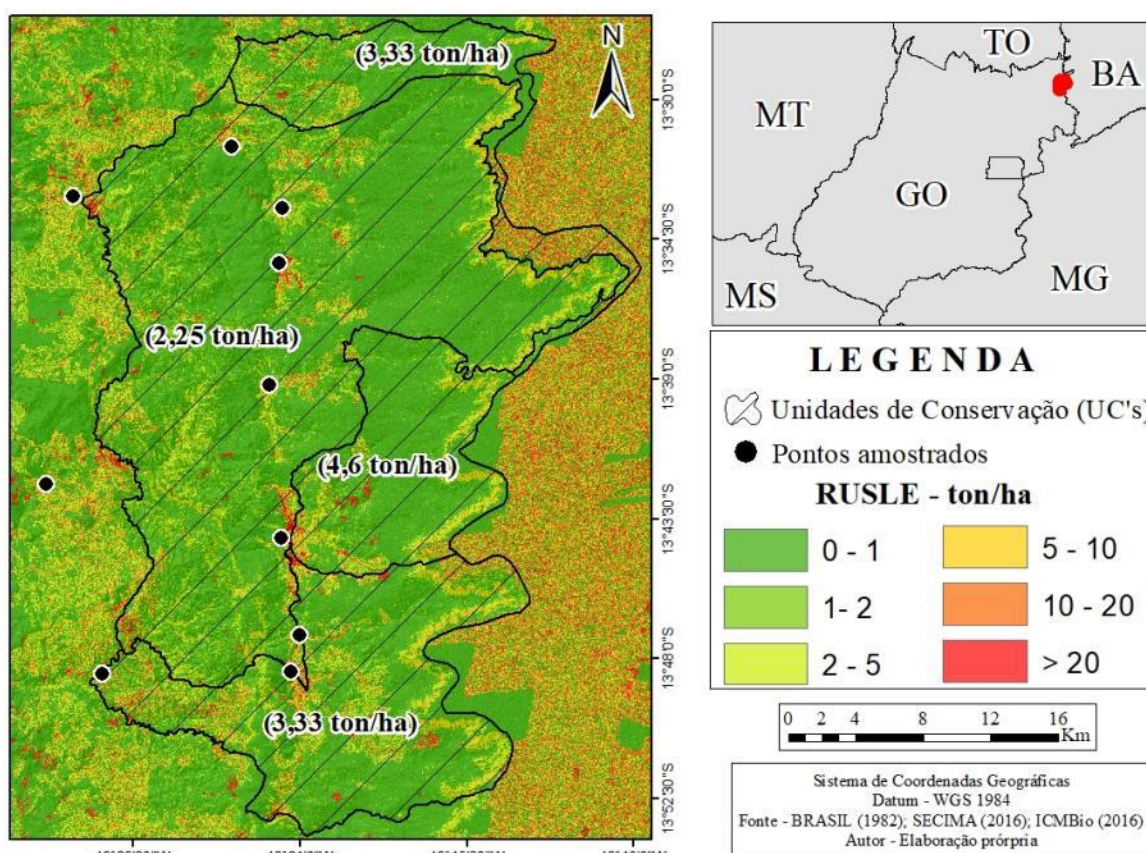 (3,33 ton/ha)
N
(2,25 ton/ha)
(4,6 ton/ha)
(3,33 ton/ha)
13°30'0"S
13°34'30"S
13°39'0"S
13°43'30"S
13°48'0"S
13°52'30"S
TO
BA
MT
GO
MS
MG
LEGENDA
Unidades de Conservação (UC's)
Pontos amostrados
RUSLE - ton/ha
0 - 1
5 - 10
1- 2
10 - 20
2 - 5
> 20
0 2 4 8 12 16
Km
Sistema de Coordenadas Geográficas
Datum - WGS 1984
Fonte - BRASIL (1982); SECIMA (2016); ICMBio (2016)
Autor - Elaboração prórpria